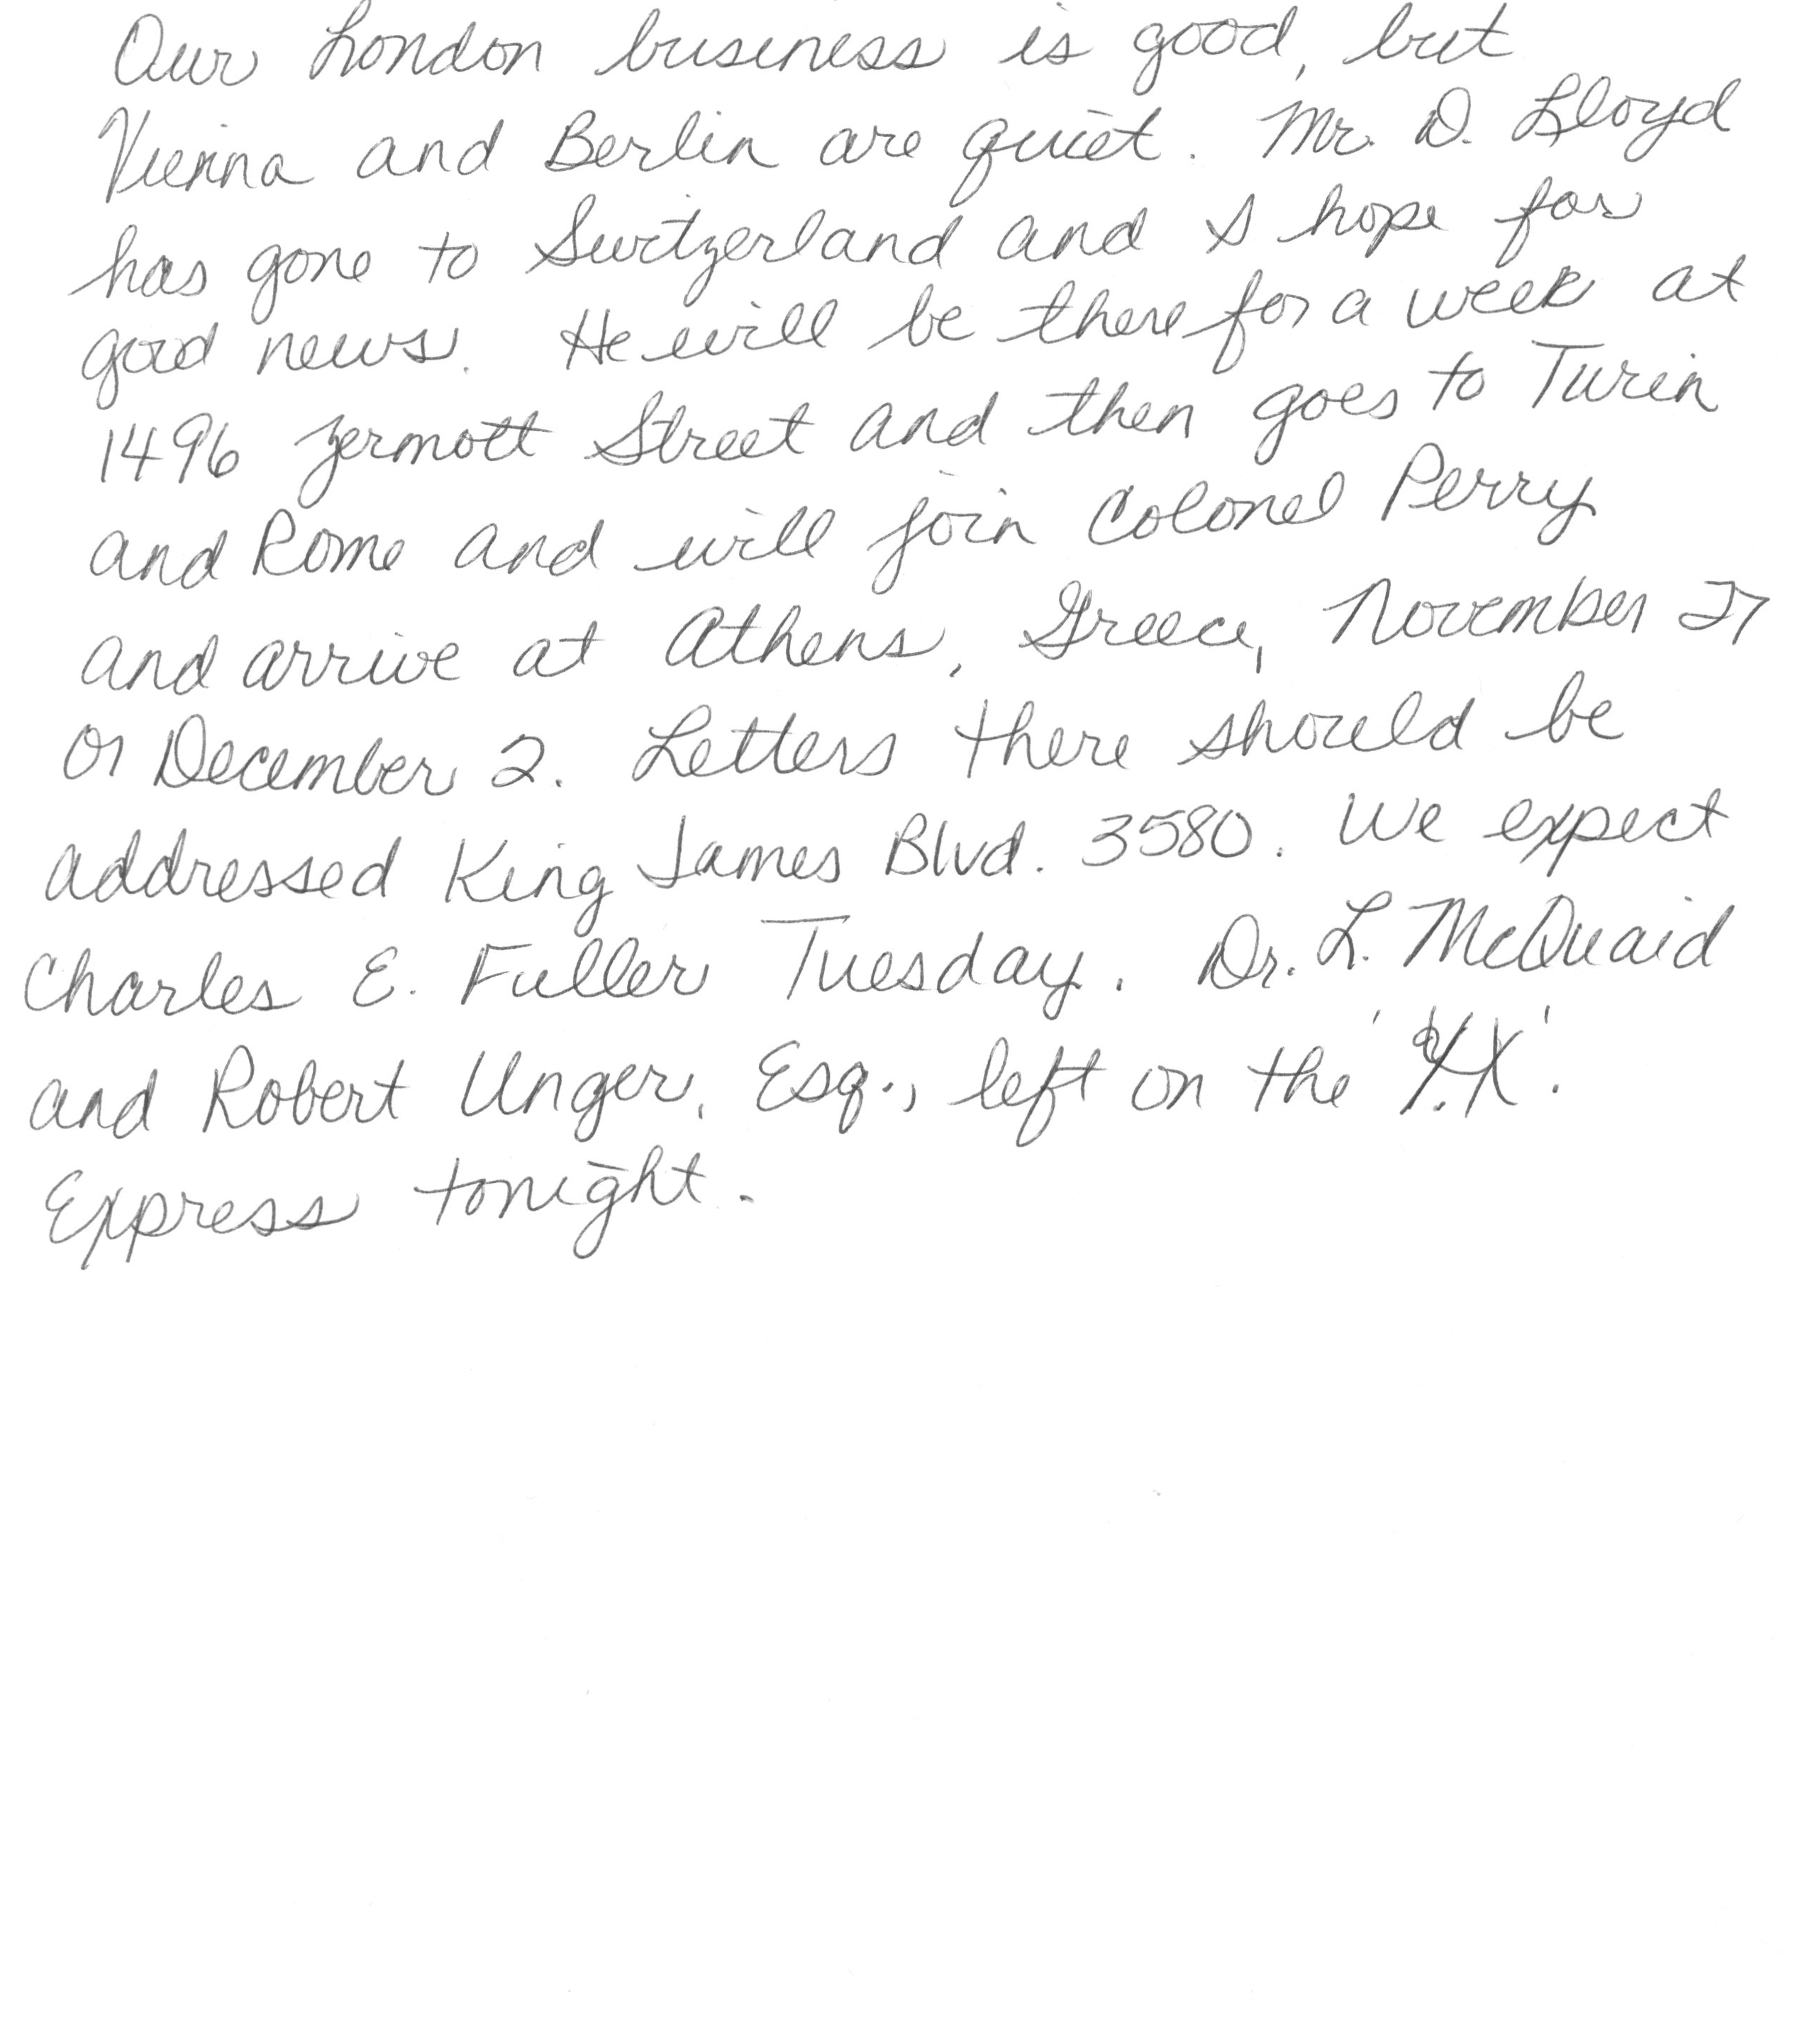 Our London business is good, but
Vienna and Berlin are quiet. Mr. D. Lloyd
has gone to Switzerland and I hope for
good news. He will be there for a week at
1496 Zermott Street and then goes to Turin
and Rome and will join Colonel Perry
and arrive at Athens, Greece, November 27
or December 2. Letters there should be
addressed King James Blvd. 3580. We expect
Charles E. Fuller Tuesday. Dr. L. McQuaid
and Robert Unger, Esq., left on the 'Y.X'.
Express tonight.